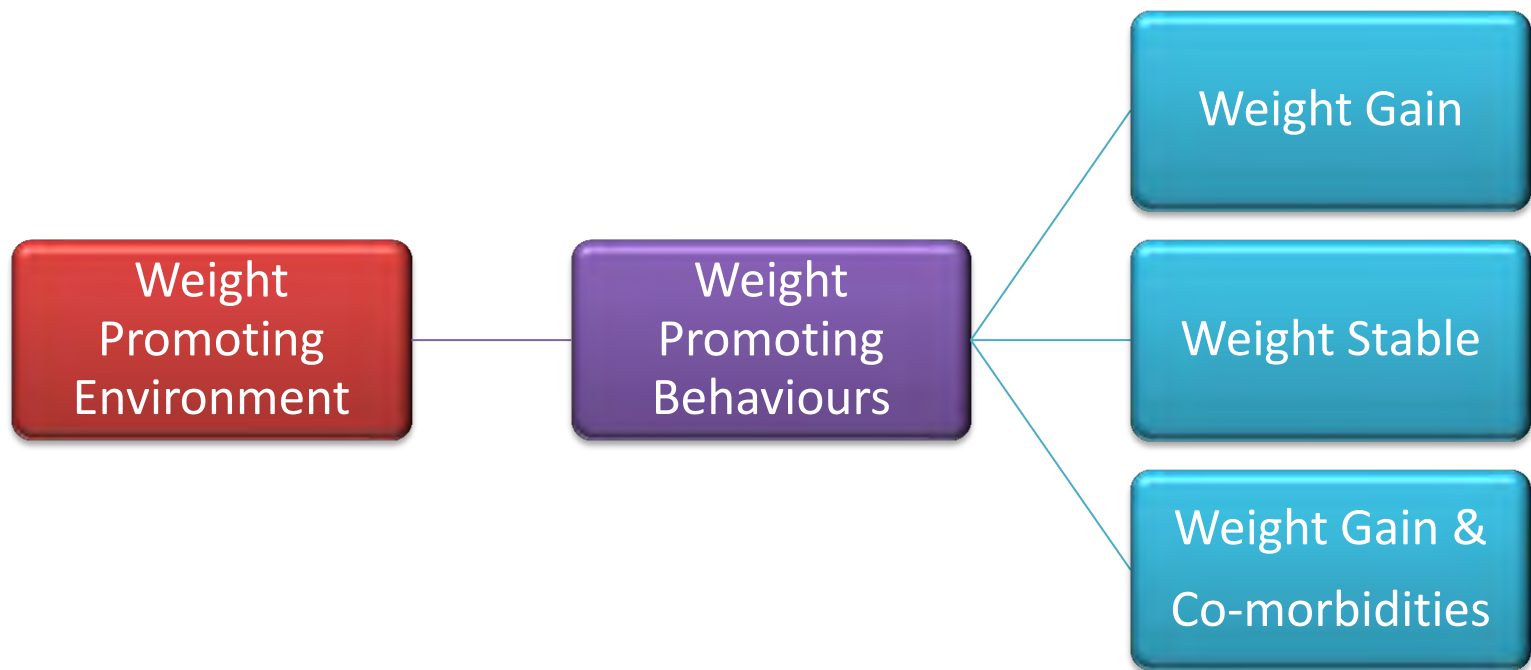 Weight
Promoting
Environment
Weight
Promoting
Behaviours
Weight Gain
Weight Stable
Weight Gain &
Co-morbidities